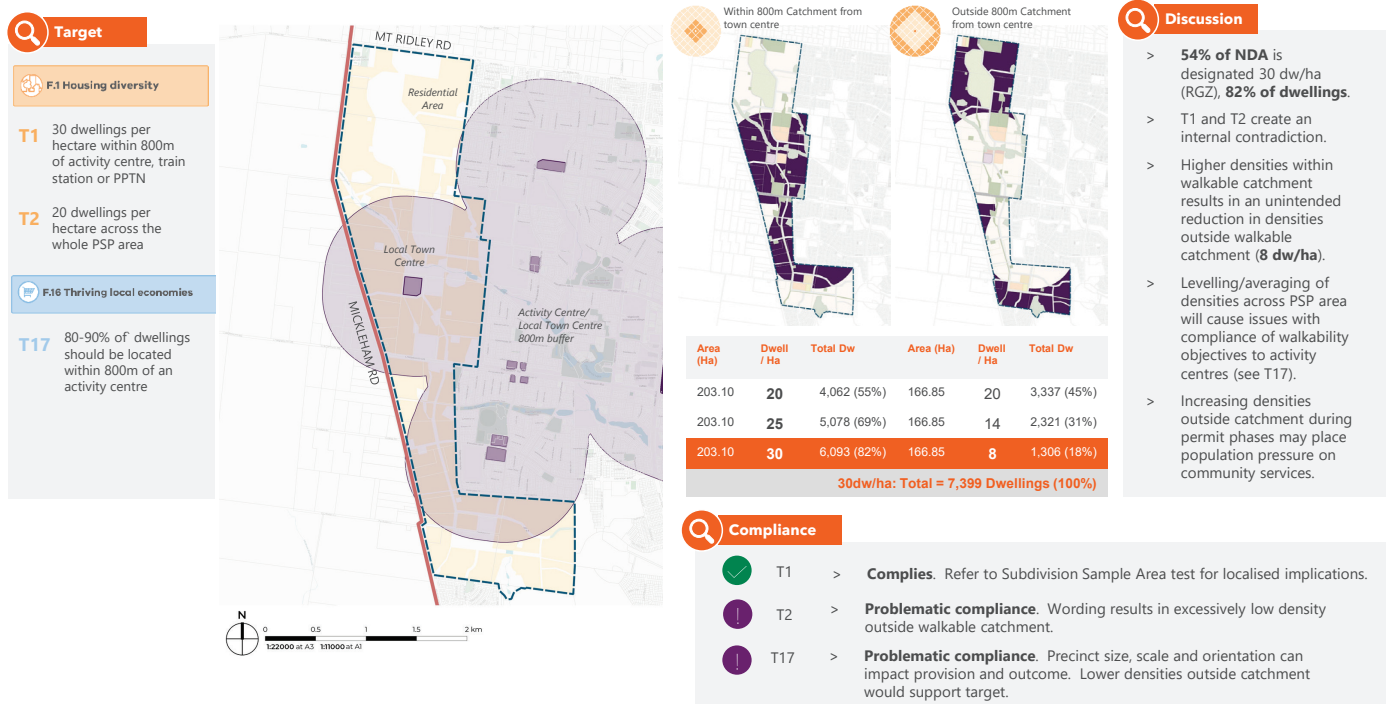 Target
F.1 Housing diversity
T1
30 dwellings per
hectare within 800m
of activity centre, train
station or PPTN
T2
20 dwellings per
hectare across the
whole PSP area
F.16 Thriving local economies
T17
80-90% of dwellings
should be located
within 800m of an
activity centre
MT RIDLEY RD
Residential
Area
Local Town
Centre
MICKLEHAM RD
Activity Centre/
Local Town Centre
800m buffer
N
0 0.5 1 1.5 2 km
1:22000 at A3 1:11000 at A1
Within 800m Catchment from
town centre
Outside 800m Catchment
from town centre
Area
(Ha)
Dwell
/ Ha
Total Dw
Area (Ha)
Dwell
/ Ha
Total Dw
203.10 20 4,062 (55%) 166.85 20 3,337 (45%)
203.10 25 5,078 (69%) 166.85 14 2,321 (31%)
203.10 30 6,093 (82%) 166.85 8 1,306 (18%)
30dw/ha: Total = 7,399 Dwellings (100%)
Discussion
> 54% of NDA is
designated 30 dw/ha
(RGZ), 82% of dwellings.
> T1 and T2 create an
internal contradiction.
> Higher densities within
walkable catchment
results in an unintended
reduction in densities
outside walkable
catchment (8 dw/ha).
> Levelling/averaging of
densities across PSP area
will cause issues with
compliance of walkability
objectives to activity
centres (see T17).
> Increasing densities
outside catchment during
permit phases may place
population pressure on
community services.
Compliance
T1 > Complies. Refer to Subdivision Sample Area test for localised implications.
T2 > Problematic compliance. Wording results in excessively low density
outside walkable catchment.
T17 > Problematic compliance. Precinct size, scale and orientation can
impact provision and outcome. Lower densities outside catchment
would support target.